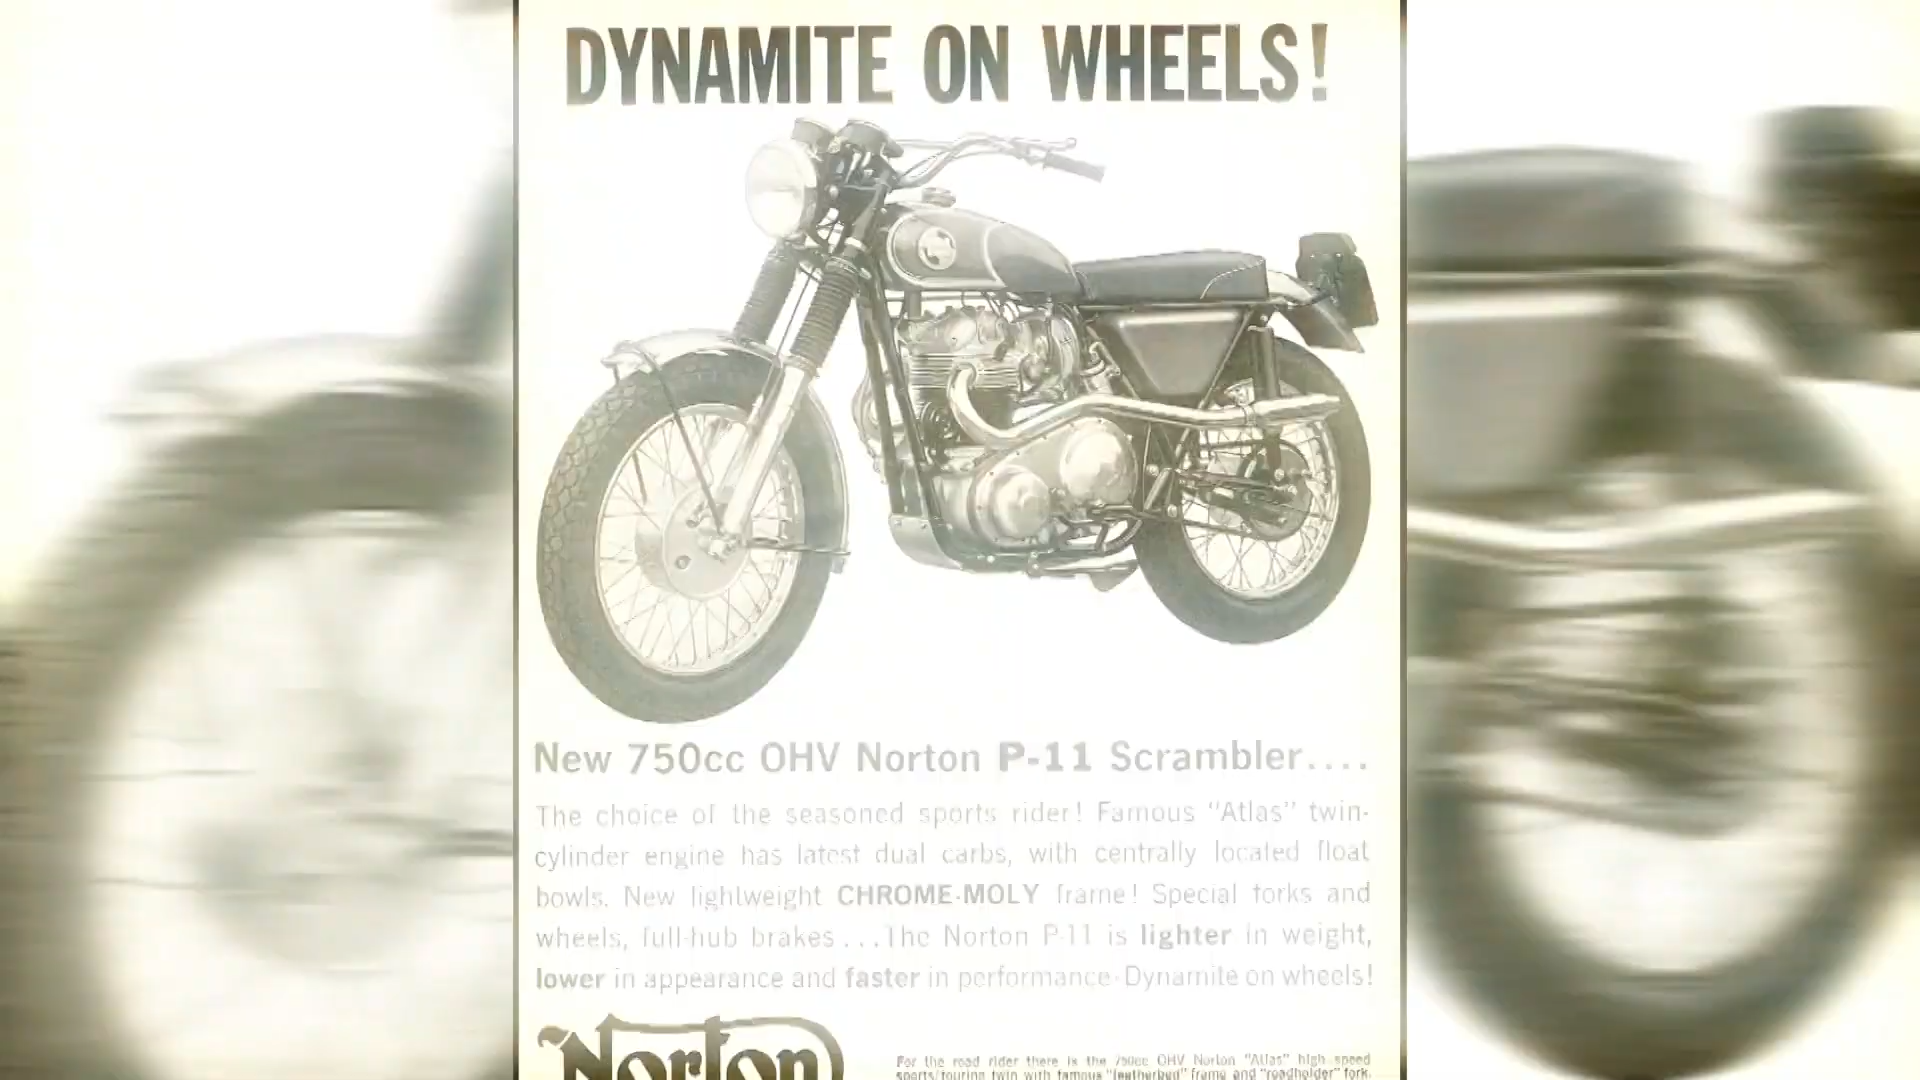 DYNAMITE ON WHEELS!
New 750cc OHV Norton P-11 Scrambler....
The choice of the seasoned sports rider! Famous "Atlas" twin-
cylinder engine has latest dual carbs, with centrally located float
bowls. New lightweight CHROME-MOLY frame! Special forks and
wheels, full-hub brakes...The Norton P-11 is lighter in weight,
lower in appearance and faster in performance-Dynamite on wheels!
Norton
For the road rider there is the 750cc OHV Norton "Atlas" high speed
sports/touring twin with famous "featherbed" frame and "roadholder" fork.